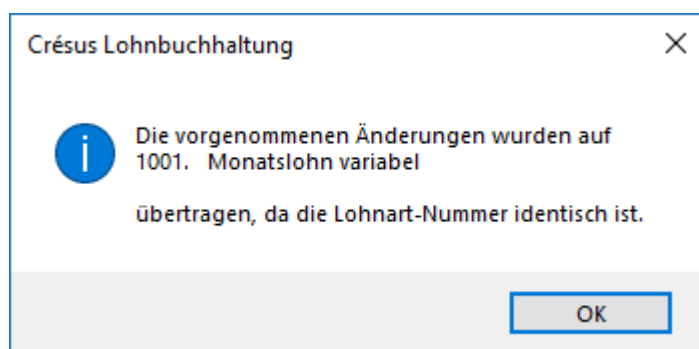 Crésus Lohnbuchhaltung
Die vorgenommenen Änderungen wurden auf
1001.   Monatslohn variabel
übertragen, da die Lohnart-Nummer identisch ist.
OK